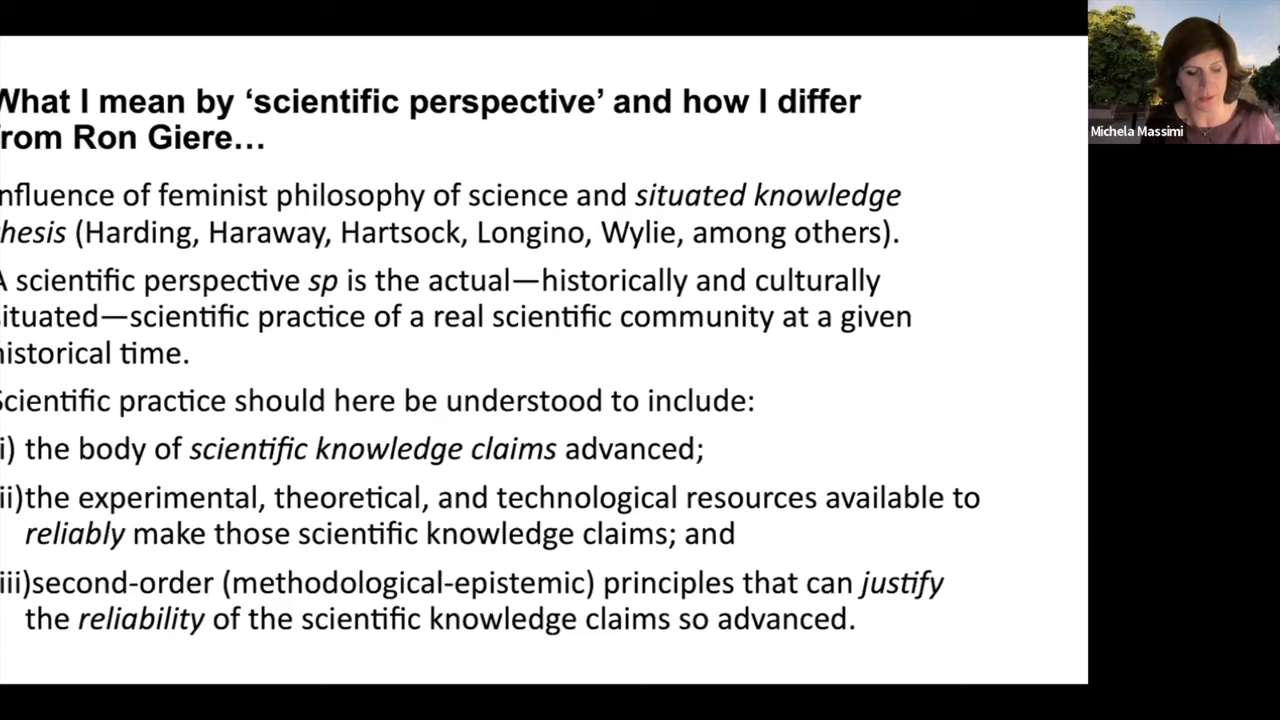 What I mean by ‘scientific perspective’ and how I differ
from Ron Giere…
nfluence of feminist philosophy of science and situated knowledge
thesis (Harding, Haraway, Hartsock, Longino, Wylie, among others).
A scientific perspective sp is the actual—historically and culturally
situated—scientific practice of a real scientific community at a given
historical time.
Scientific practice should here be understood to include:
i) the body of scientific knowledge claims advanced;
ii)the experimental, theoretical, and technological resources available to
reliably make those scientific knowledge claims; and
iii)second-order (methodological-epistemic) principles that can justify
the reliability of the scientific knowledge claims so advanced.
Michela Massimi